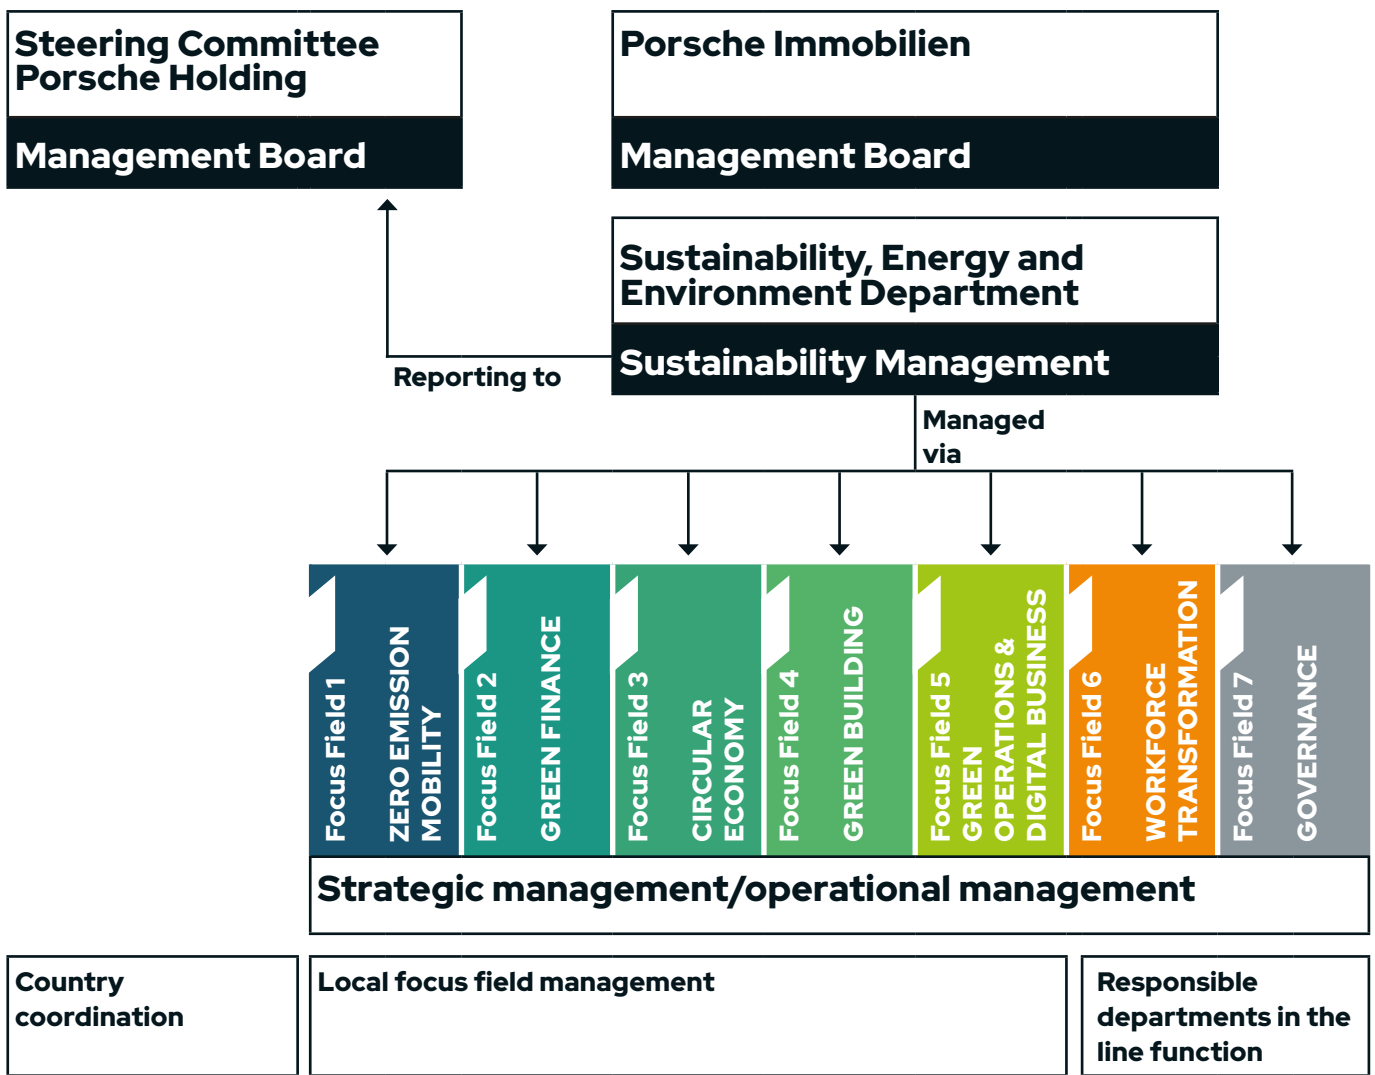 Steering Committee
Porsche Holding
Management Board
Porsche Immobilien
Management Board
Sustainability, Energy and
Environment Department
Sustainability Management
Reporting to
Managed
via
Focus Field 1
ZERO EMISSION
MOBILITY
Focus Field 2
GREEN FINANCE
Focus Field 3
CIRCULAR
ECONOMY
Focus Field 4
GREEN BUILDING
Focus Field 5
GREEN
OPERATIONS &
DIGITAL BUSINESS
Focus Field 6
WORKFORCE
TRANSFORMATION
Focus Field 7
GOVERNANCE
Strategic management/operational management
Country
coordination
Local focus field management
Responsible
departments in the
line function